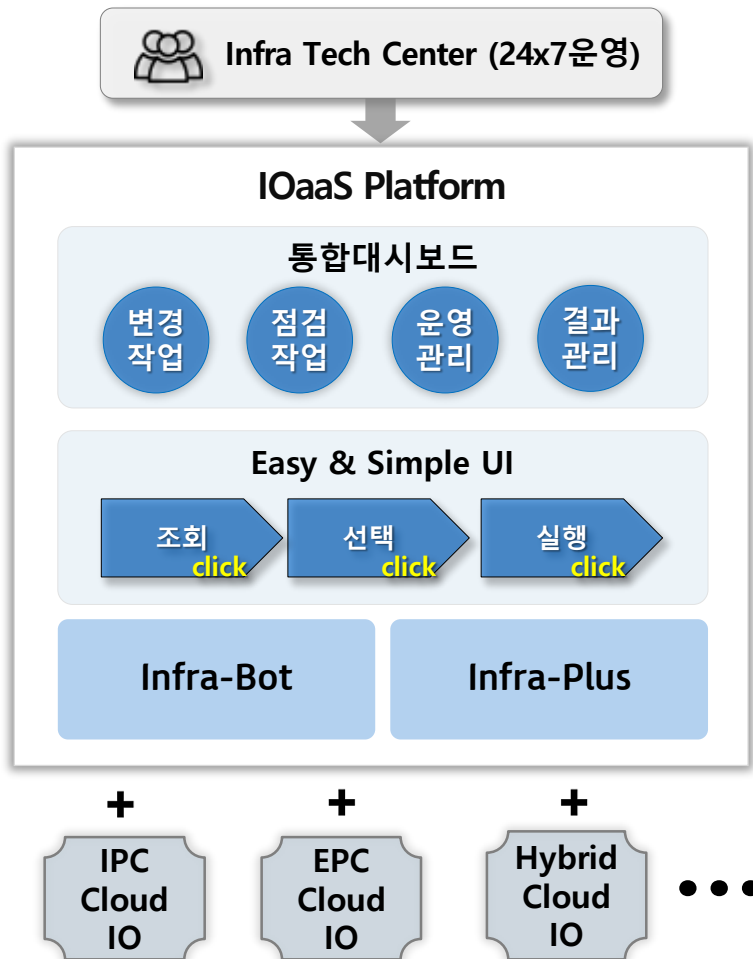 Infra Tech Center (24x7운영)
IOaaS Platform
통합대시보드
변경
작업
점검
작업
운영
관리
결과
관리
Easy & Simple UI
조회
click
선택
click
실행
click
Infra-Bot
Infra-Plus
+
+
+
IPC
Cloud
IO
EPC
Cloud
IO
Hybrid
Cloud
IO
•••